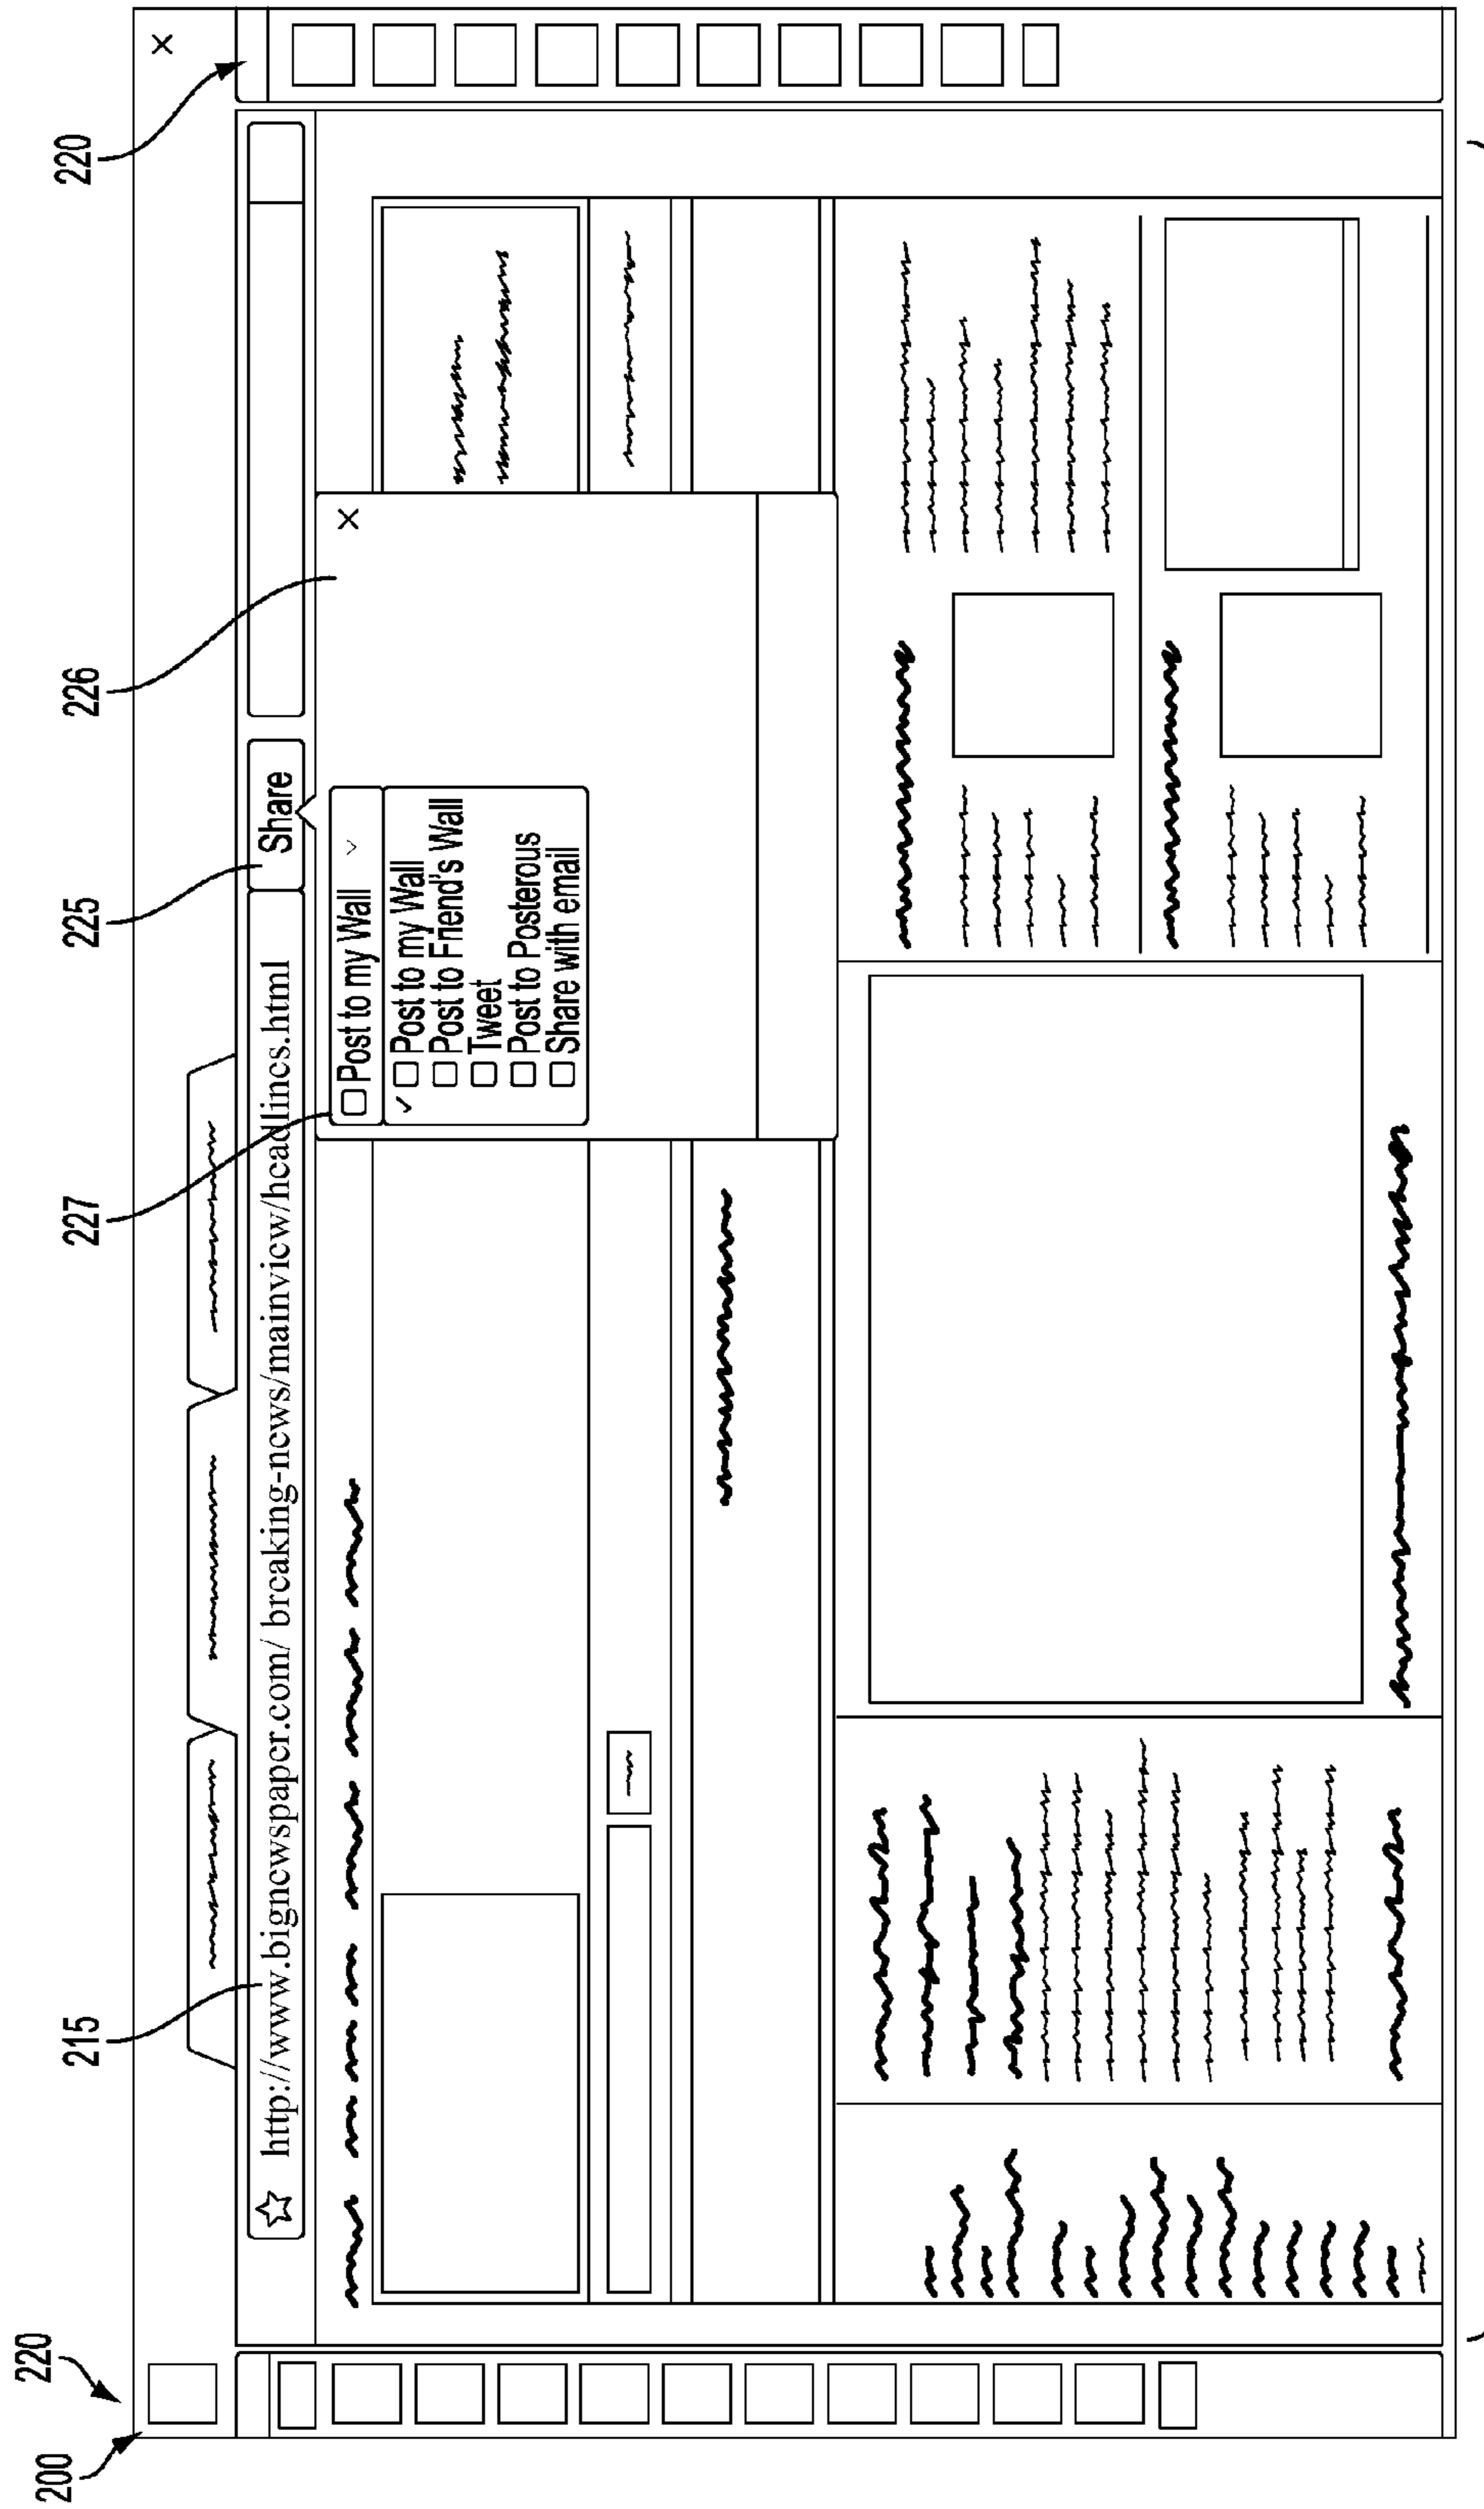 200
220
215
227
225
226
220
×
http://www.bignewspaper.com/ breaking-news/mainview/headlines.html
Share
×
Post to my Wall
✓ Post to my Wall
Post to Friend's Wall
Tweet
Post to Posterous
Share with email